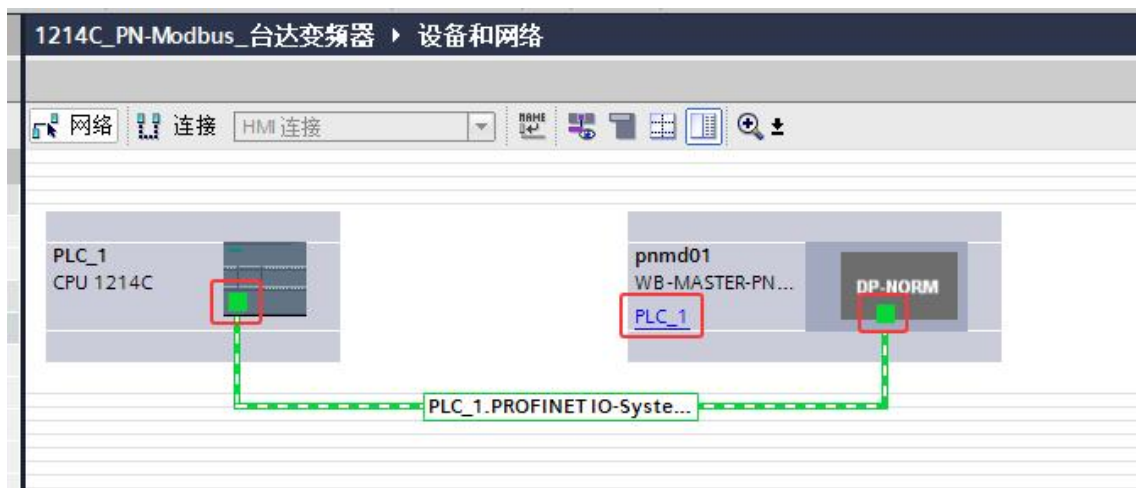 1214C_PN-Modbus_台达变频器 ▸ 设备和网络
网络 连接 HMI 连接
NAME
PLC_1
CPU 1214C
pnmd01
WB-MASTER-PN...
PLC_1
DP-NORM
PLC_1.PROFINET IO-Syste...